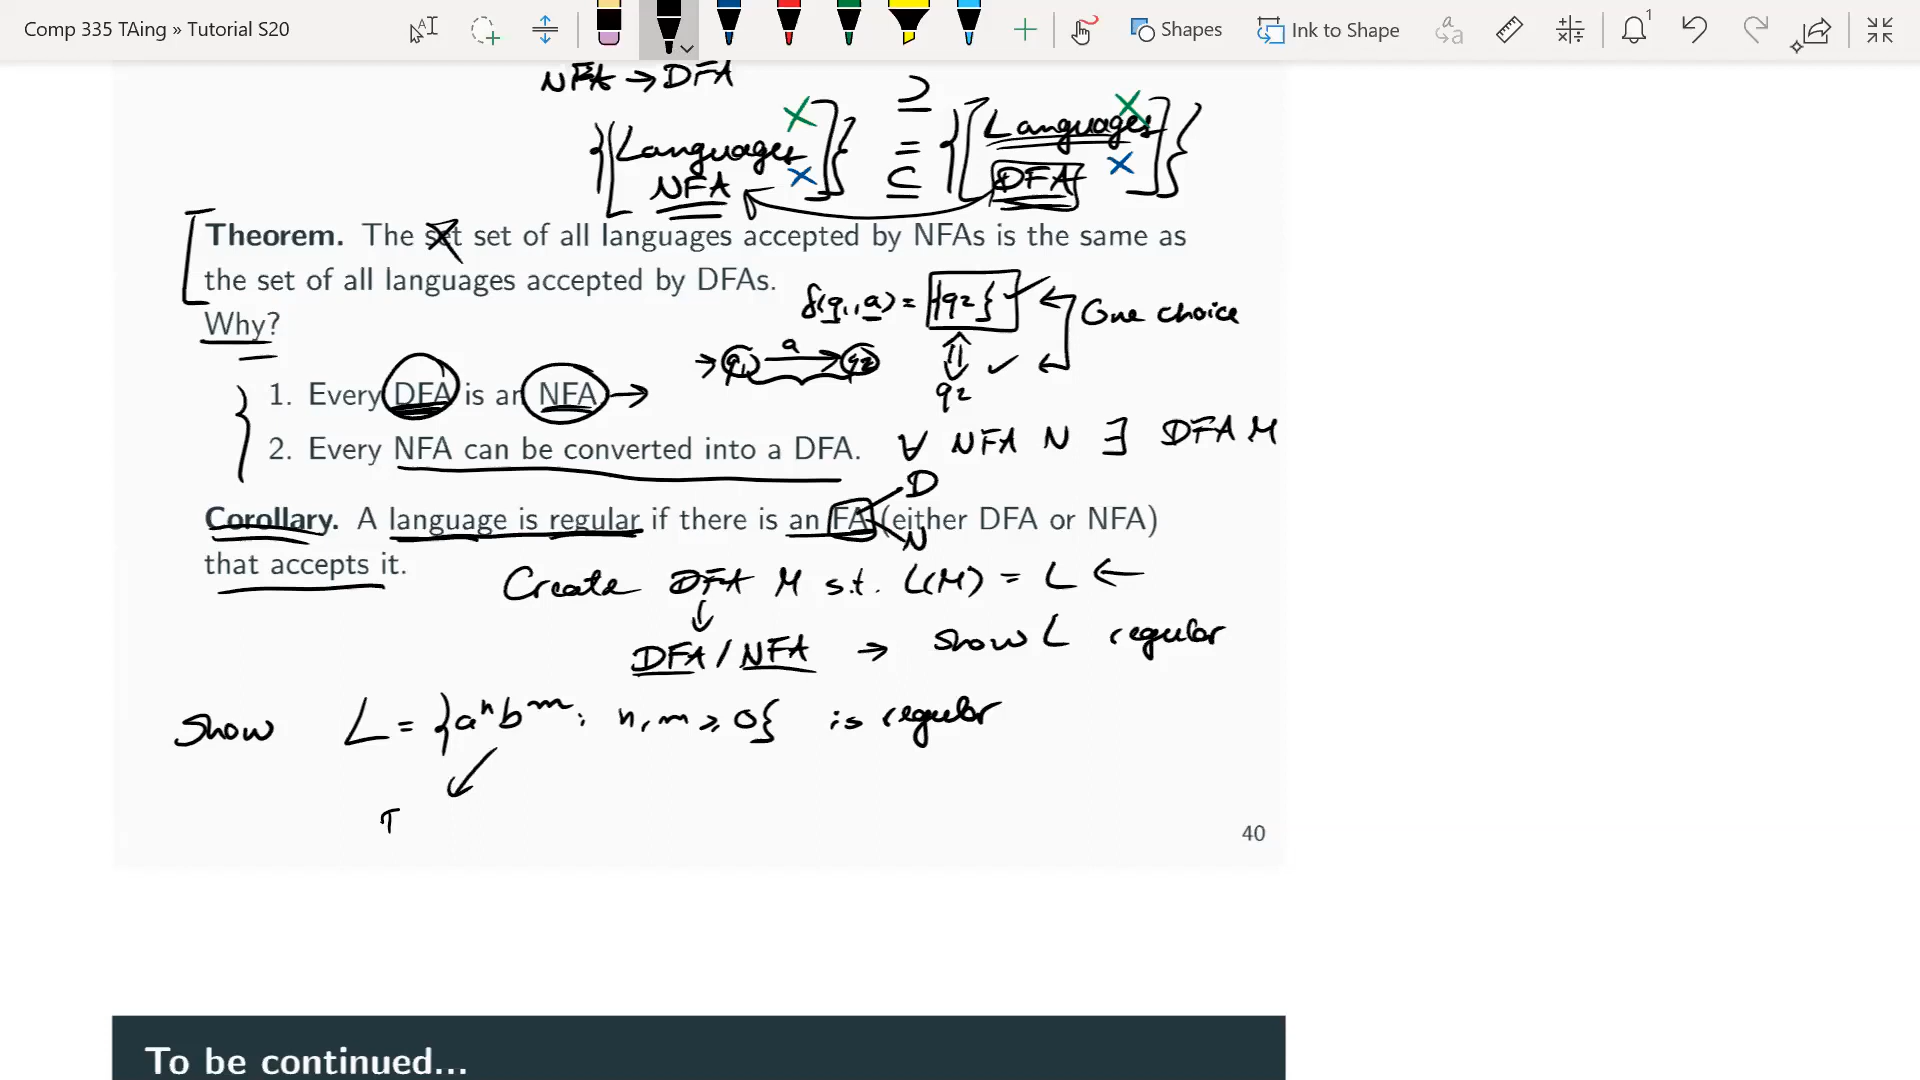 Comp 335 TAing » Tutorial S20
Shapes
Ink to Shape
NFA → DFA
{[Languages NFA]} ⊇ = ⊆ {[Languages DFA]}
Theorem. The set set of all languages accepted by NFAs is the same as
the set of all languages accepted by DFAs.
δ(q1, a) = {q2} ✓ One choice
Why?
→ q1 a q2 ✓
q2
1. Every DFA is an NFA →
2. Every NFA can be converted into a DFA. ∀ NFA N ∃ DFA M
D
Corollary. A language is regular if there is an FA (either DFA or NFA)
N
that accepts it.
Create DFA M s.t. L(M) = L ←
DFA / NFA → show L regular
Show L = {aⁿbᵐ : n, m ≥ 0} is regular
40
To be continued...